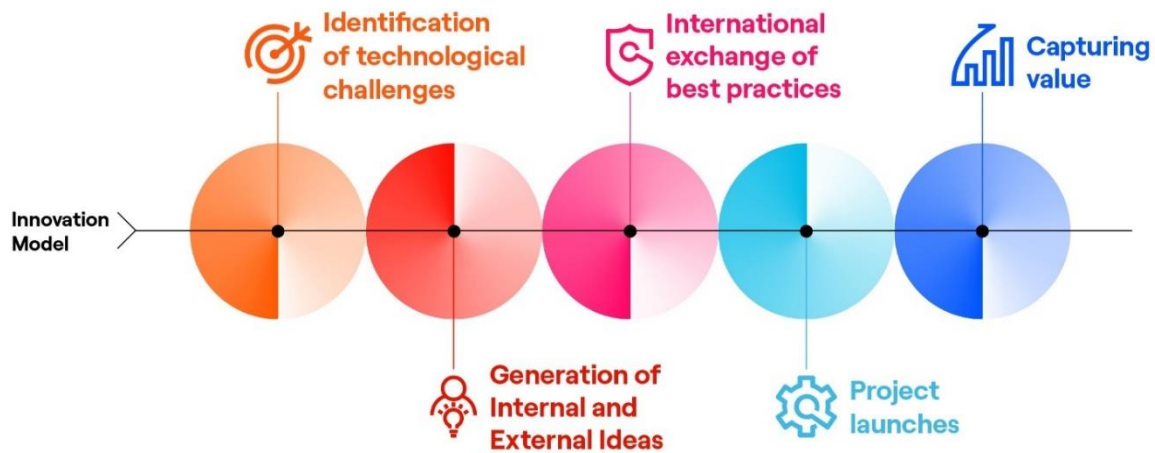 Identification
of technological
challenges
International
exchange of
best practices
Capturing
value
Innovation
Model
Generation of
Internal and
External Ideas
Project
launches